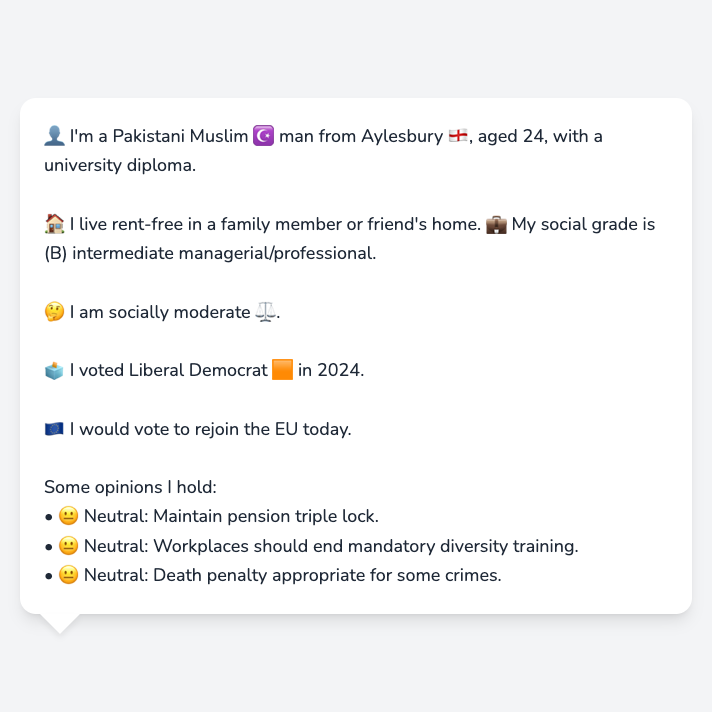 👤 I'm a Pakistani Muslim ☪️ man from Aylesbury 🏴󠁧󠁢󠁥󠁮󠁧󠁿, aged 24, with a
university diploma.
🏠 I live rent-free in a family member or friend's home. 💼 My social grade is
(B) intermediate managerial/professional.
🤔 I am socially moderate ⚖️.
🗳️ I voted Liberal Democrat 🟧 in 2024.
🇪🇺 I would vote to rejoin the EU today.
Some opinions I hold:
• 😐 Neutral: Maintain pension triple lock.
• 😐 Neutral: Workplaces should end mandatory diversity training.
• 😐 Neutral: Death penalty appropriate for some crimes.